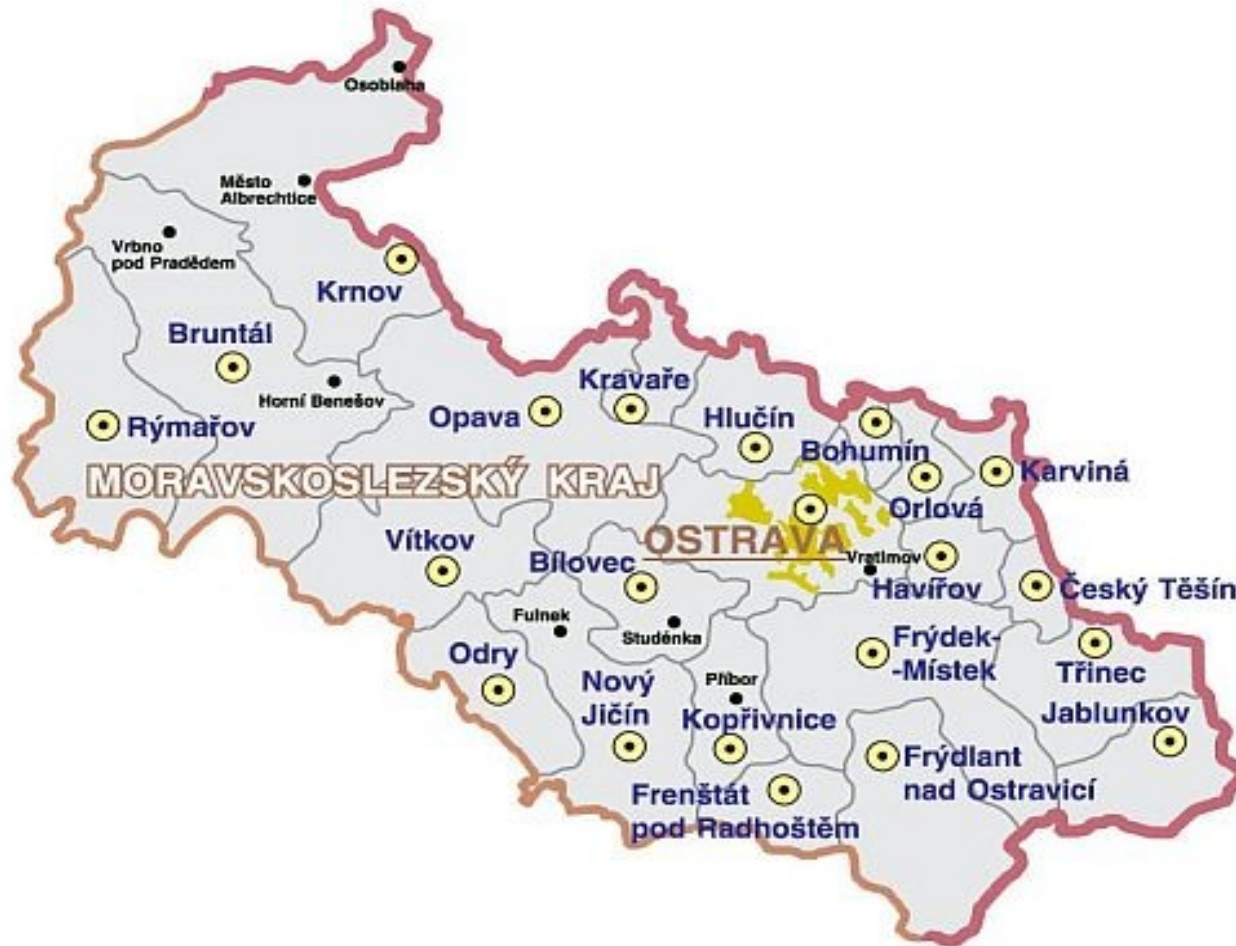 Osoblaha
Město
Albrechtice
Vrbno
pod Pradědem
Krnov
Bruntál
Horní Benešov
Rýmařov
Opava
Kravaře
Hlučín
Bohumín
Karviná
Orlová
MORAVSKOSLEZSKÝ KRAJ
OSTRAVA
Vratimov
Vítkov
Bílovec
Havířov
Český Těšín
Fulnek
Studénka
Odry
Nový
Jičín
Příbor
Kopřivnice
Frýdek-
-Místek
Třinec
Jablunkov
Frýdlant
nad Ostravicí
Frenštát
pod Radhoštěm